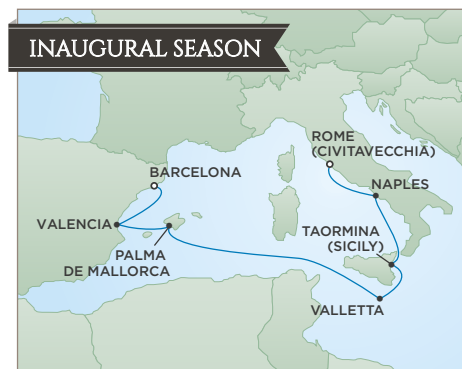 INAUGURAL SEASON
ROME
(CIVITAVECCHIA)
BARCELONA
NAPLES
VALENCIA
TAORMINA
(SICILY)
PALMA
DE MALLORCA
VALLETTA